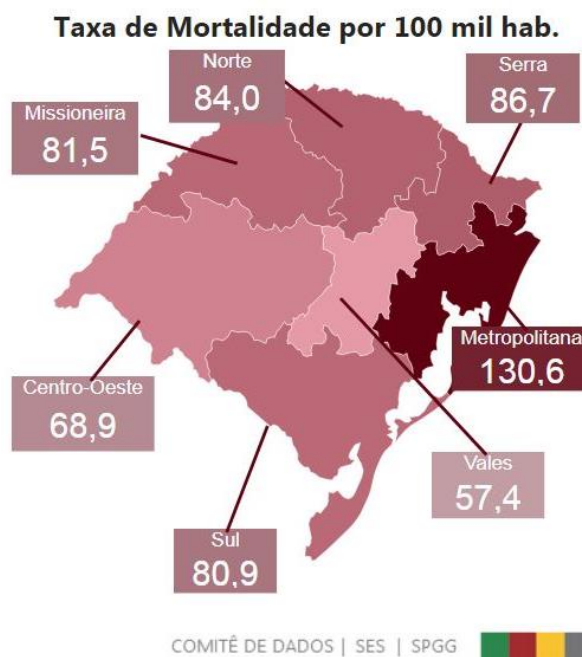 Taxa de Mortalidade por 100 mil hab.
Norte
84,0
Serra
86,7
Missioneira
81,5
Metropolitana
130,6
Centro-Oeste
68,9
Vales
57,4
Sul
80,9
COMITÊ DE DADOS | SES | SPGG